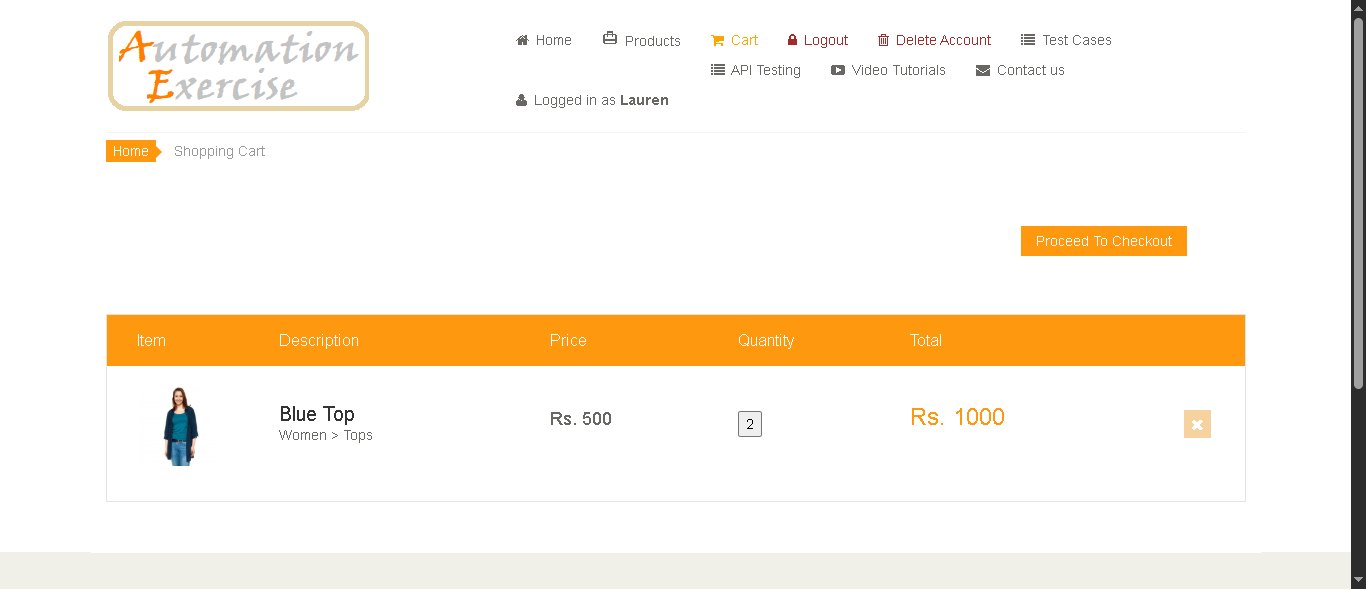 Automation
Exercise
Home Products Cart Logout Delete Account Test Cases
API Testing Video Tutorials Contact us
Logged in as Lauren
Home Shopping Cart
Proceed To Checkout
Item Description Price Quantity Total
Blue Top Rs. 500 2 Rs. 1000
Women > Tops